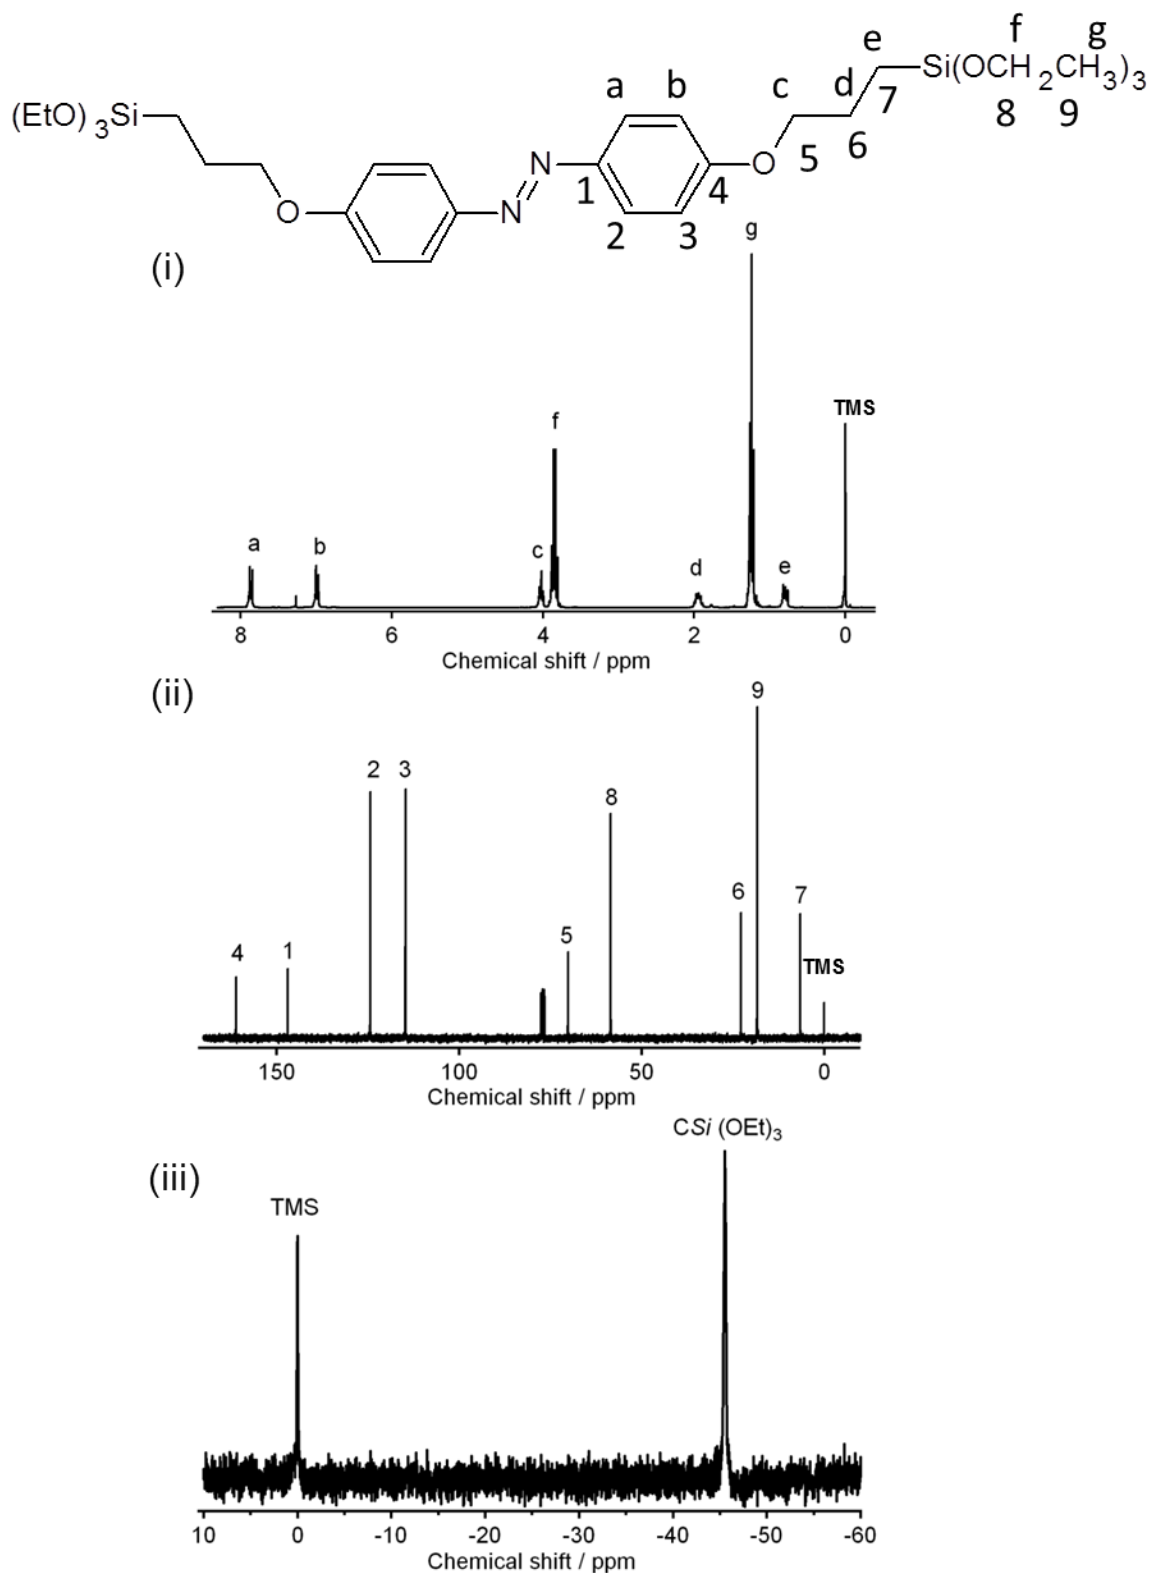 f g
e
Si(OCH2CH3)3
a b c d
7 8 9
(EtO)3Si
6
N O 5
1 4
O N
2 3
(i)
g
TMS
f
a b c d e
8 6 4 2 0
Chemical shift / ppm
(ii)
9
2 3
8
6 7
4 1 5
TMS
150 100 50 0
Chemical shift / ppm
CSi (OEt)3
(iii)
TMS
10 0 -10 -20 -30 -40 -50 -60
Chemical shift / ppm